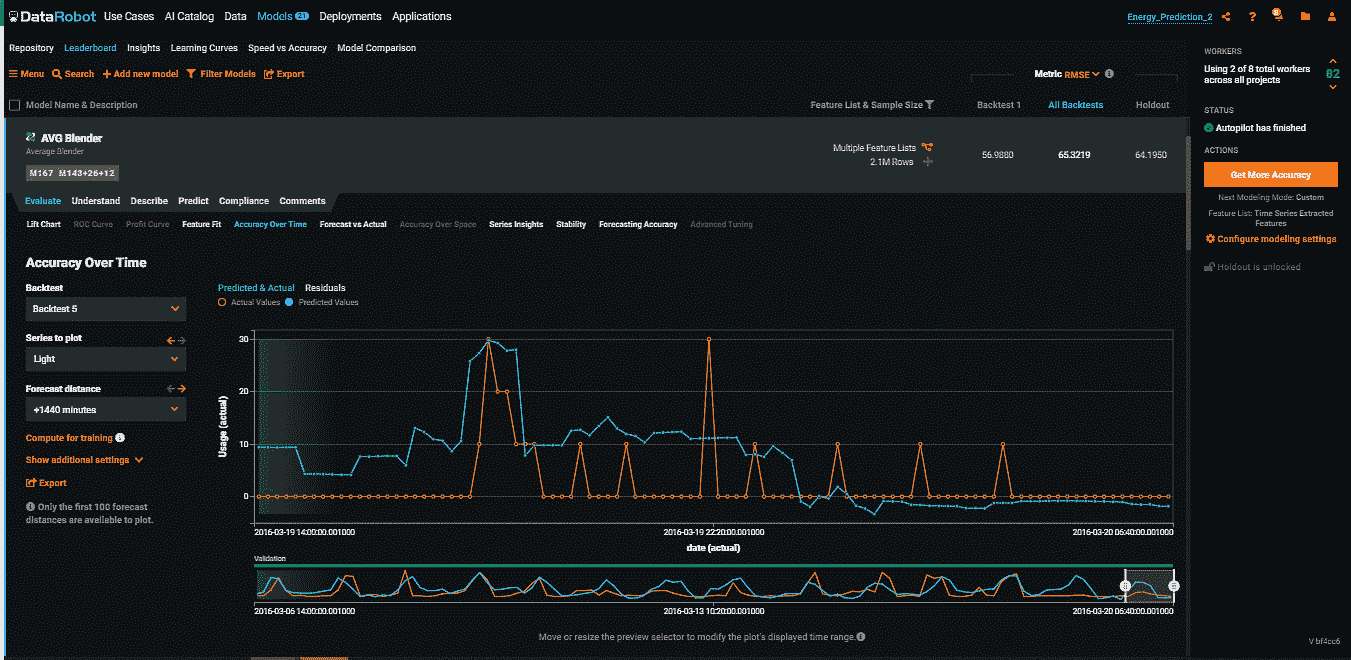 DataRobot Use Cases AI Catalog Data Models 21 Deployments Applications Energy_Prediction_2 ?
Repository Leaderboard Insights Learning Curves Speed vs Accuracy Model Comparison
Menu Search + Add new model Filter Models Export Metric RMSE
Model Name & Description Feature List & Sample Size Backtest 1 All Backtests Holdout
AVG Blender
Average Blender
M167 M143+26+12
Multiple Feature Lists
2.1M Rows
56.9880 65.3219 64.1950
Evaluate Understand Describe Predict Compliance Comments
Lift Chart ROC Curve Profit Curve Feature Fit Accuracy Over Time Forecast vs Actual Accuracy Over Space Series Insights Stability Forecasting Accuracy Advanced Tuning
Accuracy Over Time
Backtest
Backtest 5
Series to plot
Light
Forecast distance
+1440 minutes
Compute for training
Show additional settings
Export
Only the first 100 forecast
distances are available to plot.
Predicted & Actual Residuals
Actual Values Predicted Values
Usage (actual)
30
20
10
0
2016-03-19 14:00:00.001000 2016-03-19 22:20:00.001000 2016-03-20 06:40:00.001000
date (actual)
Validation
2016-03-06 14:00:00.001000 2016-03-13 11:20:00.001000 2016-03-20 06:40:00.001000
Move or resize the preview selector to modify the plot's displayed time range.
WORKERS
Using 2 of 8 total workers
across all projects
02
STATUS
Autopilot has finished
ACTIONS
Get More Accuracy
Next Modeling Mode: Custom
Feature List: Time Series Extracted
Features
Configure modeling settings
Holdout is unlocked
V bf4cc6